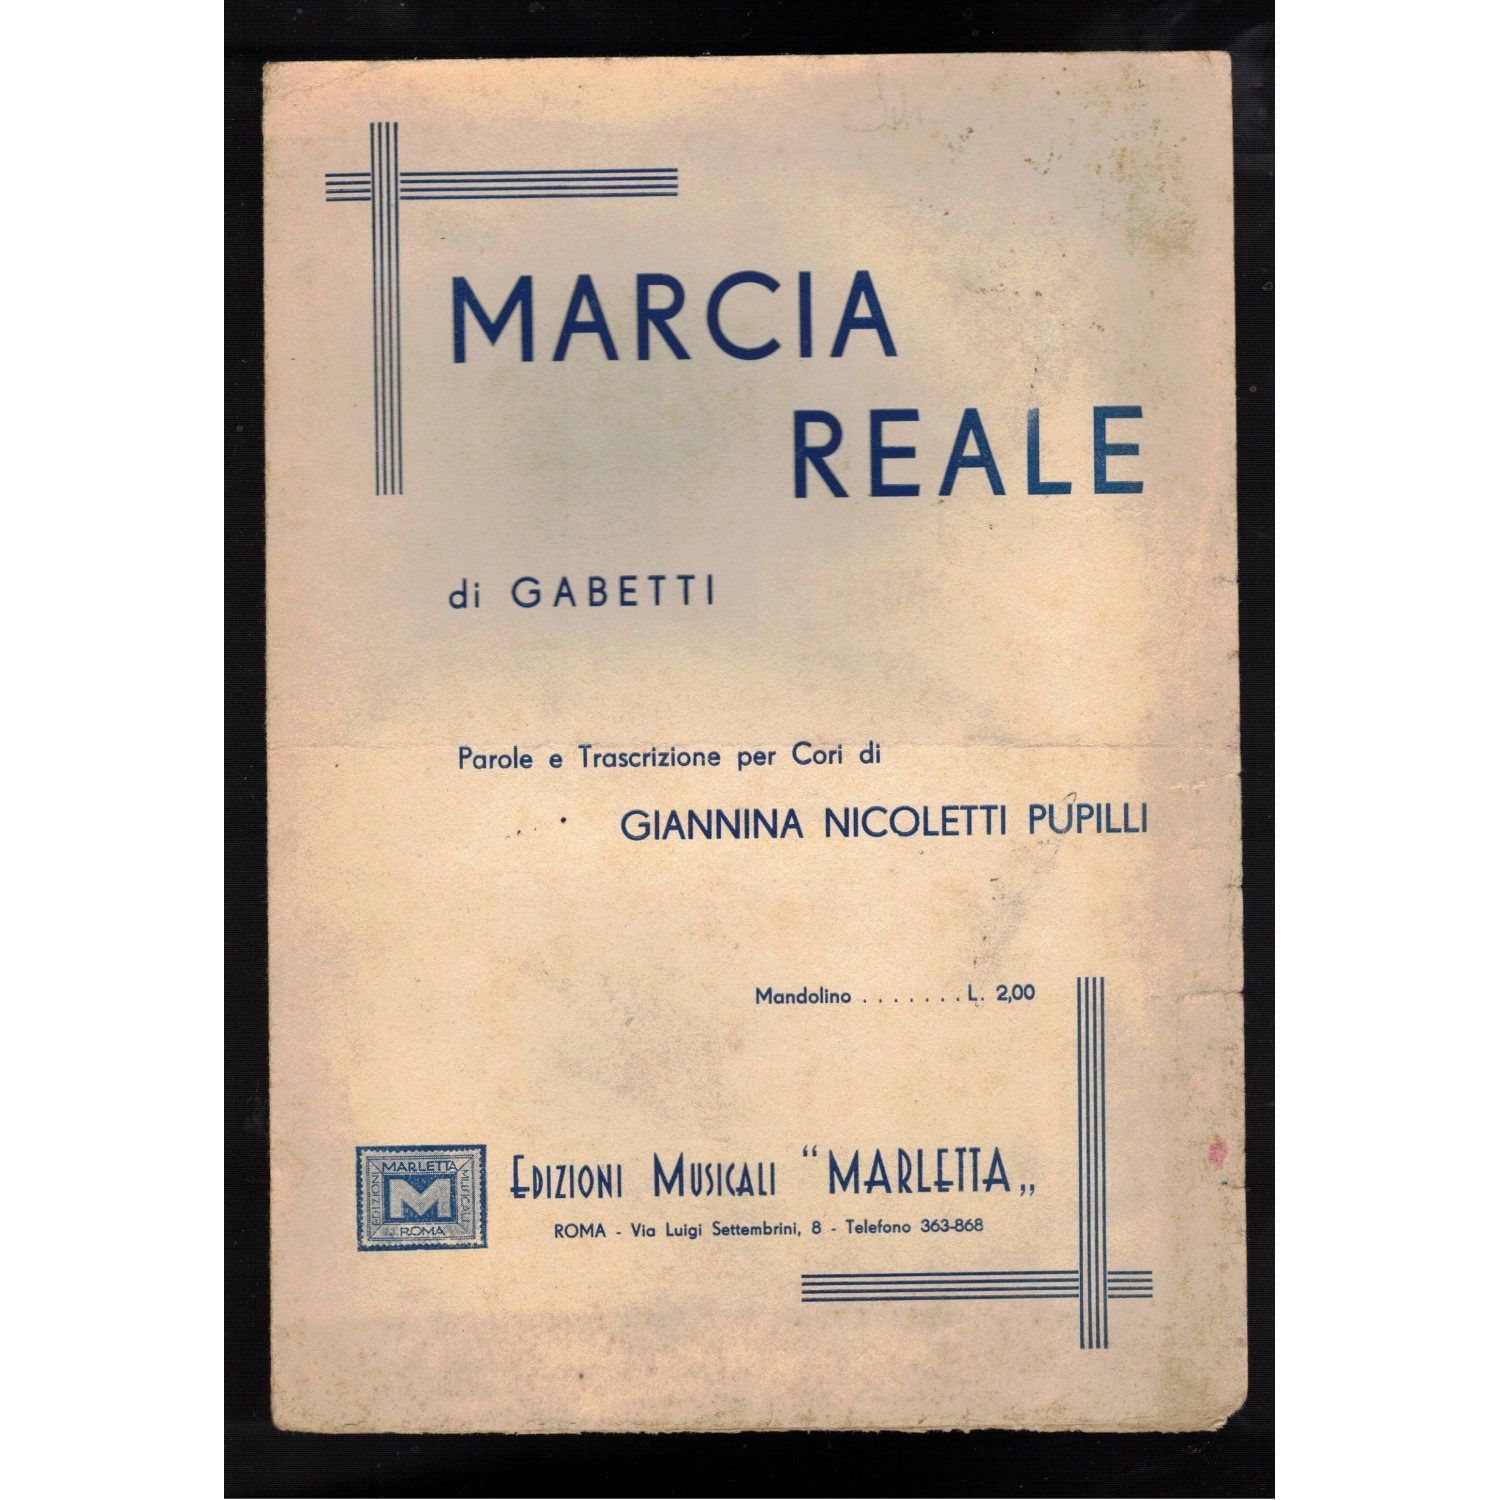 MARCIA
REALE
di GABETTI
Parole e Trascrizione per Cori di
GIANNINA NICOLETTI PUPILLI
Mandolino . . . . . . . L. 2,00
MARLETTA
EDIZIONI
MUSICALI
M
ROMA
EDIZIONI MUSICALI “MARLETTA„
ROMA - Via Luigi Settembrini, 8 - Telefono 363-868